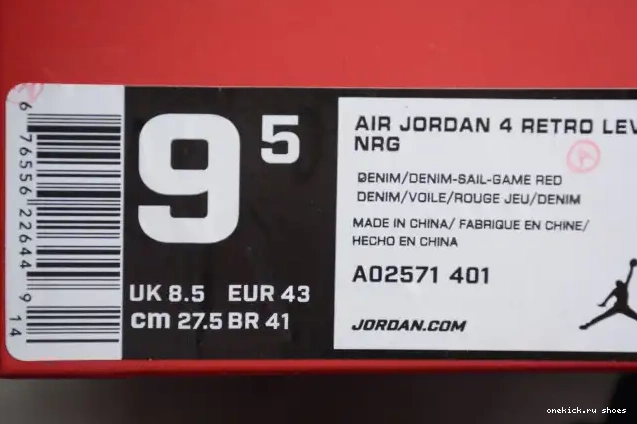 6 76556 22644 9 14
9 5
UK 8.5 EUR 43
cm 27.5 BR 41
AIR JORDAN 4 RETRO LEV
NRG
DENIM/DENIM-SAIL-GAME RED
DENIM/VOILE/ROUGE JEU/DENIM
MADE IN CHINA/ FABRIQUE EN CHINE/
HECHO EN CHINA
AO2571 401
JORDAN.COM
onekick.ru shoes